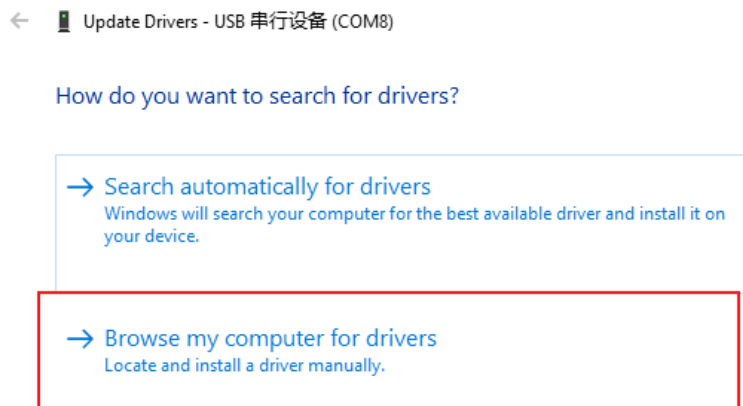 Update Drivers - USB 串行设备 (COM8)
How do you want to search for drivers?
Search automatically for drivers
Windows will search your computer for the best available driver and install it on
your device.
Browse my computer for drivers
Locate and install a driver manually.